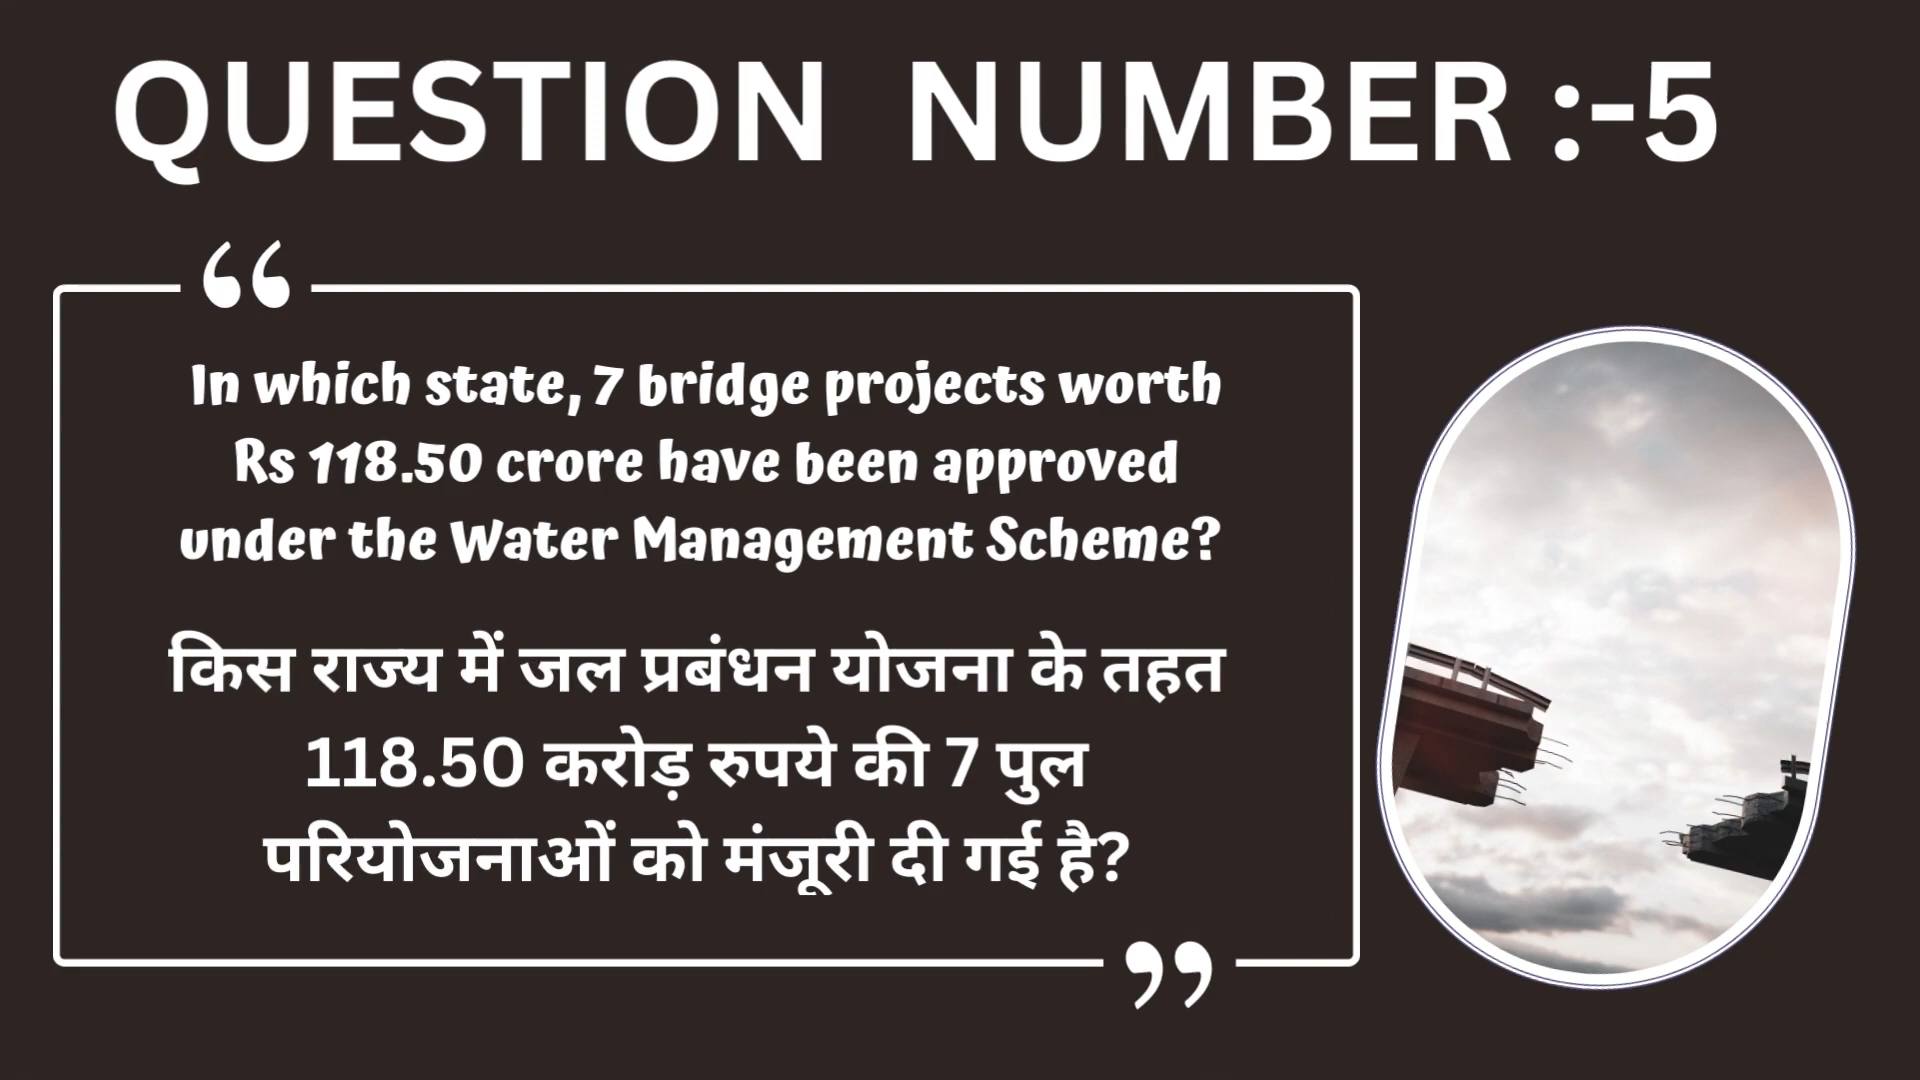 QUESTION NUMBER :-5
“
In which state, 7 bridge projects worth
Rs 118.50 crore have been approved
under the Water Management Scheme?
किस राज्य में जल प्रबंधन योजना के तहत
118.50 करोड़ रुपये की 7 पुल
परियोजनाओं को मंजूरी दी गई है?
”